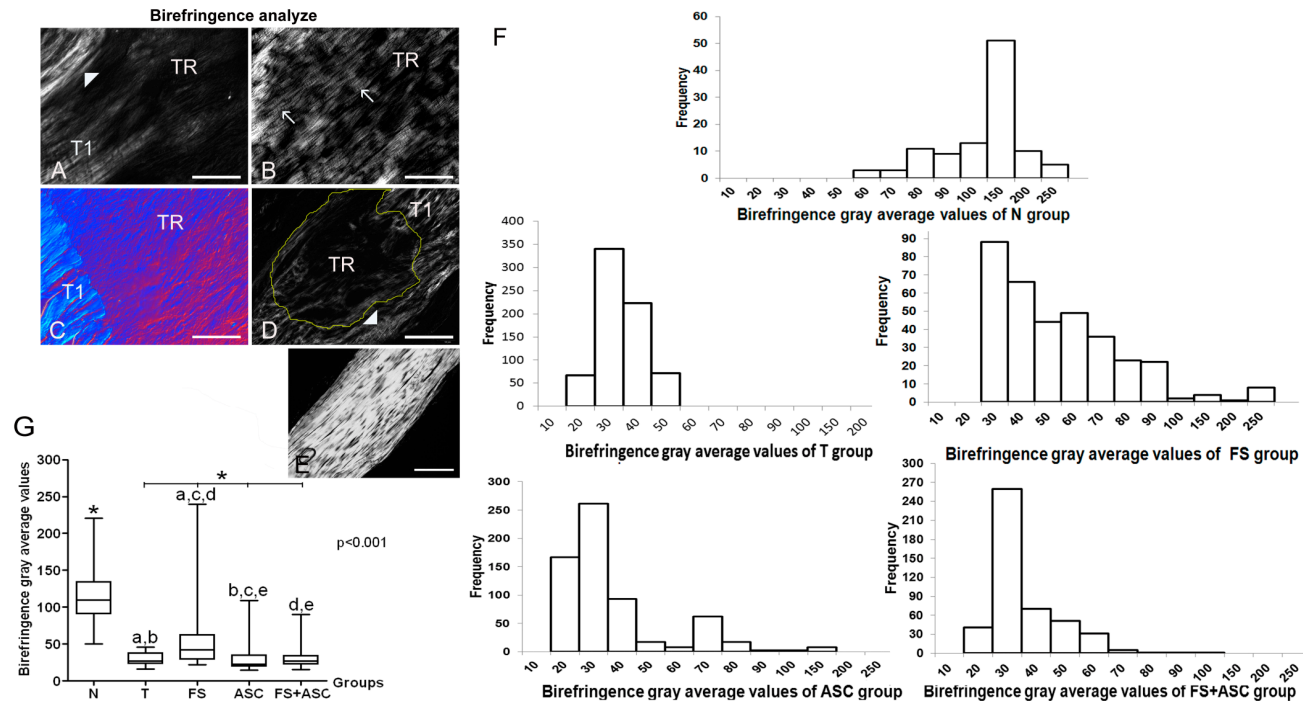 Birefringence analyze
TR
T1
A
TR
B
TR
T1
C
T1
TR
D
E
F
Frequency
60
50
40
30
20
10
0
10 20 30 40 50 60 70 80 90 100 150 200 250
Birefringence gray average values of N group
Frequency
400
350
300
250
200
150
100
50
0
10 20 30 40 50 60 70 80 90 100 150 200
Birefringence gray average values of T group
Frequency
90
80
70
60
50
40
30
20
10
0
10 20 30 40 50 60 70 80 90 100 150 200 250
Birefringence gray average values of FS group
Frequency
300
250
200
150
100
50
0
10 20 30 40 50 60 70 80 90 100 150 200 250
Birefringence gray average values of ASC group
Frequency
300
270
240
210
180
150
120
90
60
30
0
10 20 30 40 50 60 70 80 90 100 150 200 250
Birefringence gray average values of FS+ASC group
G
Birefringence gray average values
300
250
200
150
100
50
0
*
*
a,b
a,c,d
b,c,e
d,e
p<0.001
N T FS ASC FS+ASC
Groups